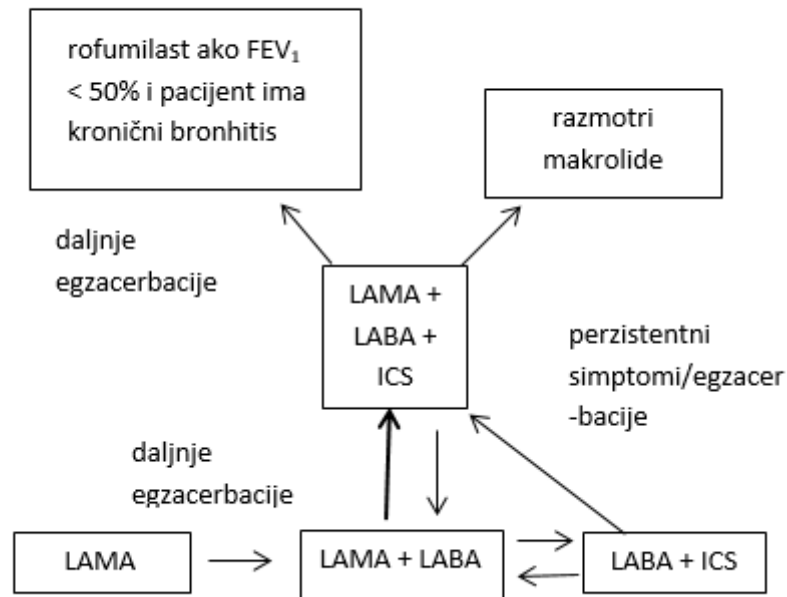 rofumilast ako FEV₁
< 50% i pacijent ima
kronični bronhitis
razmotri
makrolide
daljnje
egzacerbacije
LAMA +
LABA +
ICS
perzistentni
simptomi/egzacer
-bacije
daljnje
egzacerbacije
LAMA
LAMA + LABA
LABA + ICS